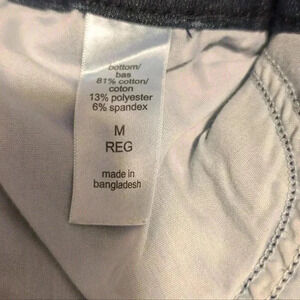 bottom/
bas
81% cotton/
coton
13% polyester
6% spandex
M
REG
made in
bangladesh